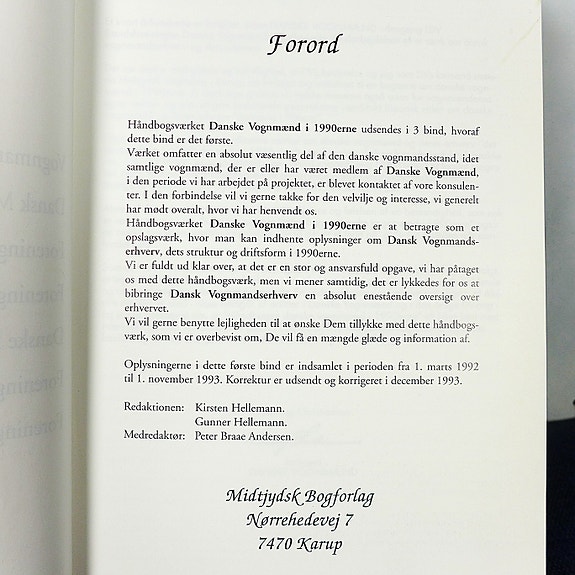 Forord
Håndbogsværket Danske Vognmænd i 1990erne udsendes i 3 bind, hvoraf
dette bind er det første.
Værket omfatter en absolut væsentlig del af den danske vognmandsstand, idet
samtlige vognmænd, der er eller har været medlem af Danske Vognmænd,
i den periode vi har arbejdet på projektet, er blevet kontaktet af vore konsulen-
ter. I den forbindelse vil vi gerne takke for den velvilje og interesse, vi generelt
har mødt overalt, hvor vi har henvendt os.
Håndbogsværket Danske Vognmænd i 1990erne er at betragte som et
opslagsværk, hvor man kan indhente oplysninger om Dansk Vognmands-
erhverv, dets struktur og driftsform i 1990erne.
Vi er fuldt ud klar over, at det er en stor og ansvarsfuld opgave, vi har påtaget
os med dette håndbogsværk, men vi mener samtidig, det er lykkedes for os at
bibringe Dansk Vognmandserhverv en absolut enestående oversigt over
erhvervet.
Vi vil gerne benytte lejligheden til at ønske Dem tillykke med dette håndbogs-
værk, som vi er overbevist om, De vil få en mængde glæde og information af.
Oplysningerne i dette første bind er indsamlet i perioden fra 1. marts 1992
til 1. november 1993. Korrektur er udsendt og korrigeret i december 1993.
Redaktionen: Kirsten Hellemann.
Gunner Hellemann.
Medredaktør: Peter Braae Andersen.
Midtjydsk Bogforlag
Nørrehedevej 7
7470 Karup